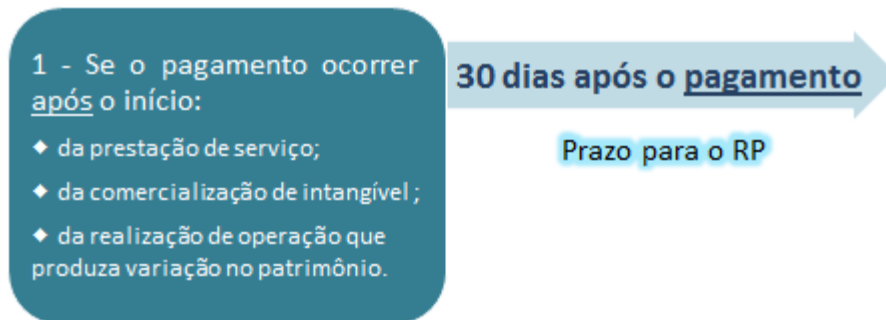 1 - Se o pagamento ocorrer
após o início:
◆ da prestação de serviço;
◆ da comercialização de intangível ;
◆ da realização de operação que
produza variação no patrimônio.
30 dias após o pagamento
Prazo para o RP